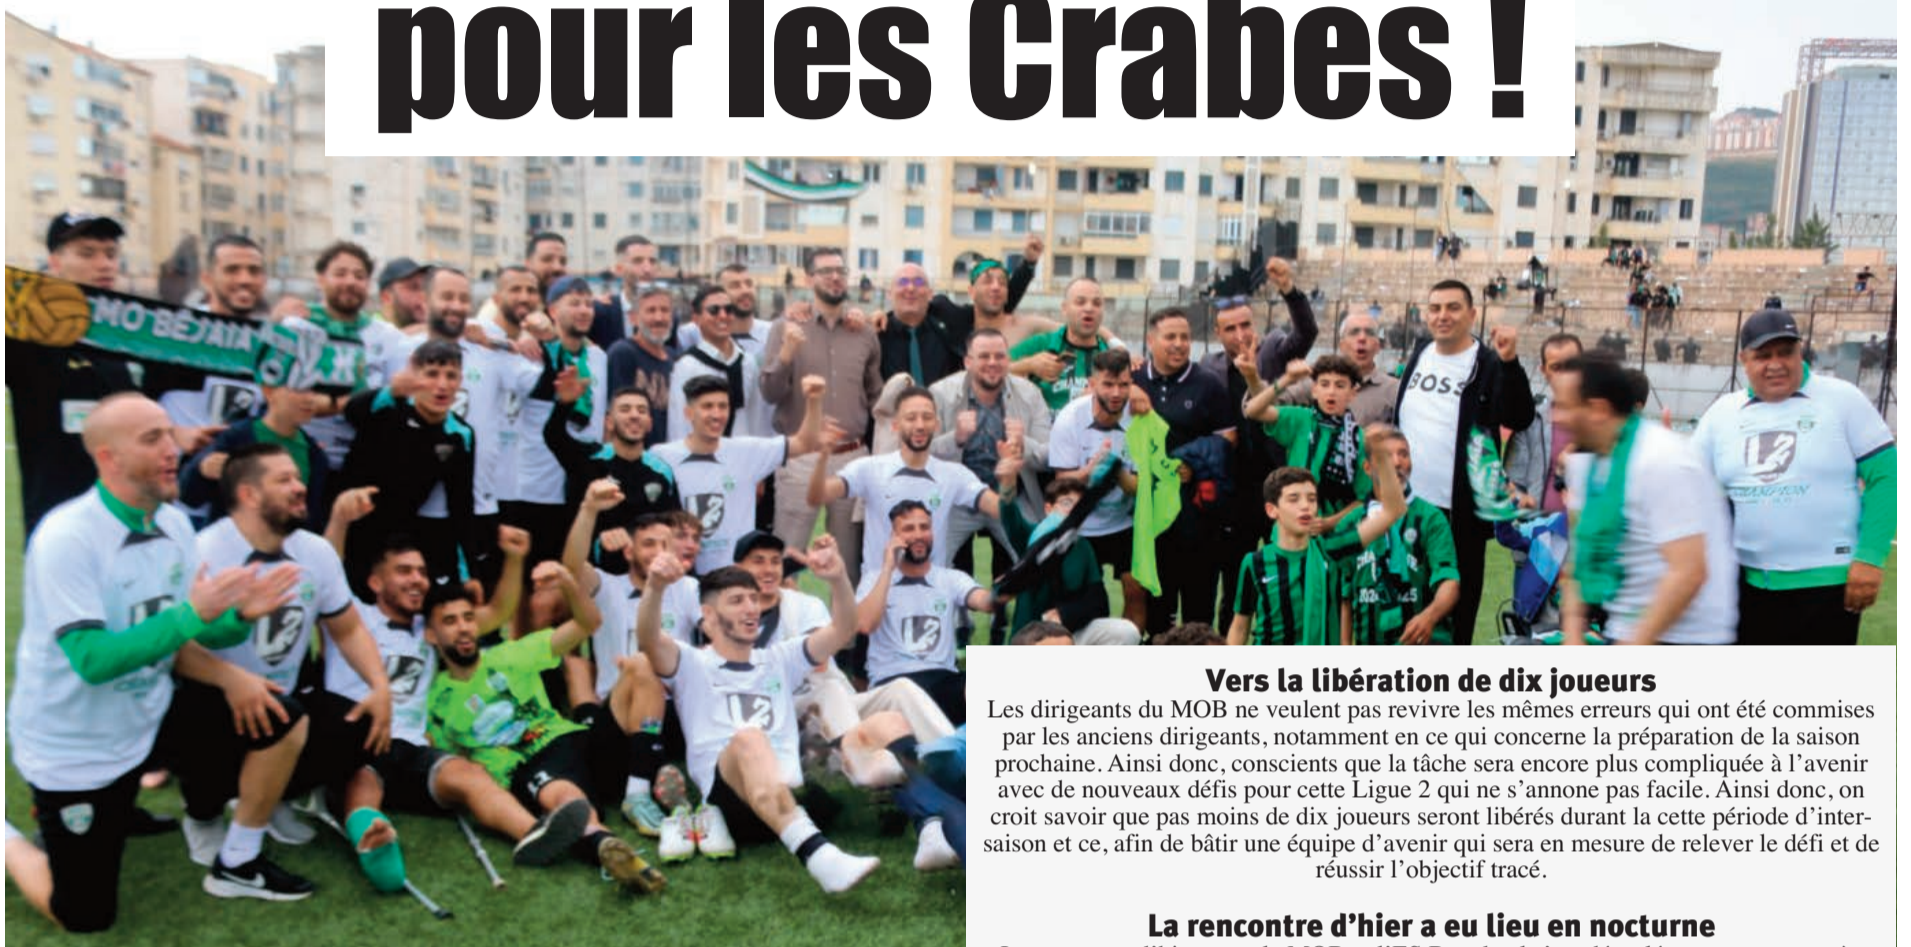 pour les Crabes !
MO BÉJAIA
BOSS
L2
CHAMPION
Vers la libération de dix joueurs
Les dirigeants du MOB ne veulent pas revivre les mêmes erreurs qui ont été commises
par les anciens dirigeants, notamment en ce qui concerne la préparation de la saison
prochaine. Ainsi donc, conscients que la tâche sera encore plus compliquée à l’avenir
avec de nouveaux défis pour cette Ligue 2 qui ne s’annone pas facile. Ainsi donc, on
croit savoir que pas moins de dix joueurs seront libérés durant la cette période d’inter-
saison et ce, afin de bâtir une équipe d’avenir qui sera en mesure de relever le défi et de
réussir l’objectif tracé.
La rencontre d’hier a eu lieu en nocturne